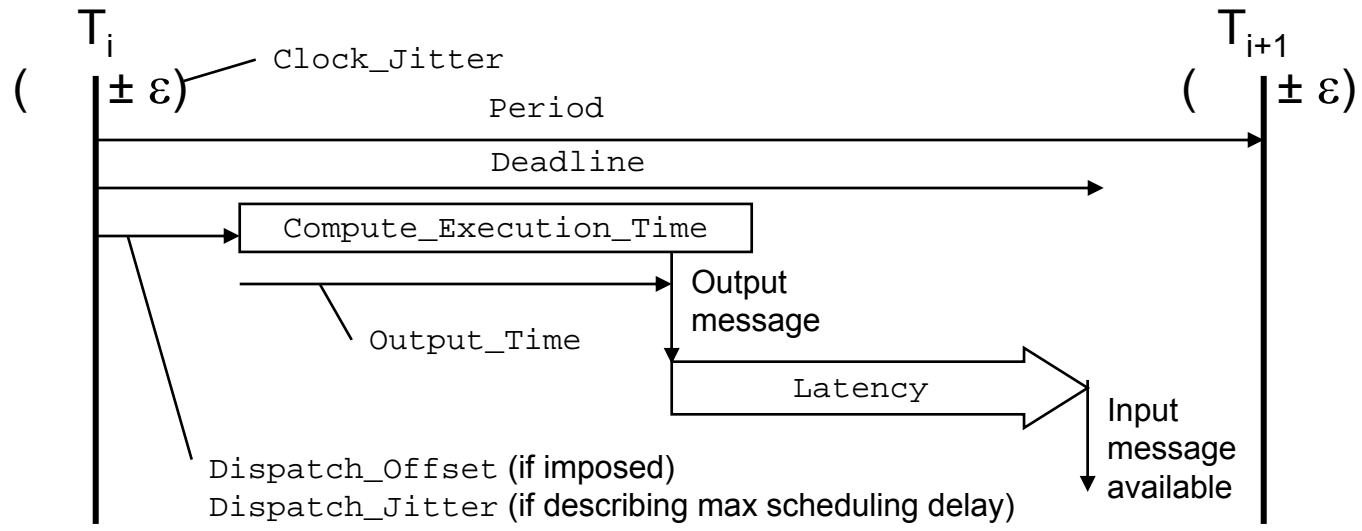 Ti Ti+1
Clock_Jitter
( ± ε) ( ± ε)
Period
Deadline
Compute_Execution_Time
Output
message
Output_Time
Latency
Input
message
available
Dispatch_Offset (if imposed)
Dispatch_Jitter (if describing max scheduling delay)